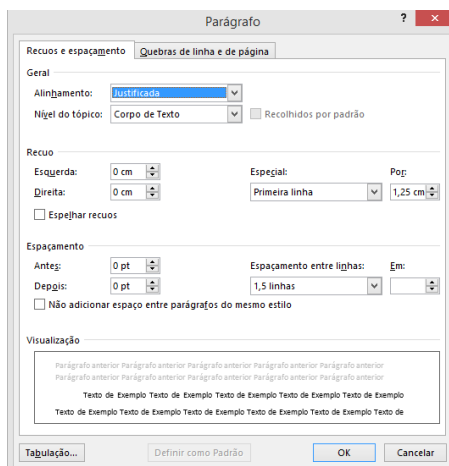 Parágrafo ? ×
Recuos e espaçamento Quebras de linha e de página
Geral
Alinhamento: Justificada
Nível do tópico: Corpo de Texto Recolhidos por padrão
Recuo
Esquerda: 0 cm Especial: Por:
Direita: 0 cm Primeira linha 1,25 cm
Espelhar recuos
Espaçamento
Antes: 0 pt Espaçamento entre linhas: Em:
Depois: 0 pt 1,5 linhas
Não adicionar espaço entre parágrafos do mesmo estilo
Visualização
Parágrafo anterior Parágrafo anterior Parágrafo anterior Parágrafo anterior Parágrafo anterior
Parágrafo anterior Parágrafo anterior Parágrafo anterior Parágrafo anterior Parágrafo anterior
Texto de Exemplo Texto de Exemplo Texto de Exemplo Texto de Exemplo Texto de Exemplo
Texto de Exemplo Texto de Exemplo Texto de Exemplo Texto de Exemplo Texto de Exemplo Texto de
Tabulação... Definir como Padrão OK Cancelar